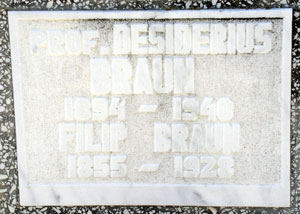 PROF. DESIDERIUS
BRAUN
1894 - 1940
FILIP BRAUN
1855 - 1928